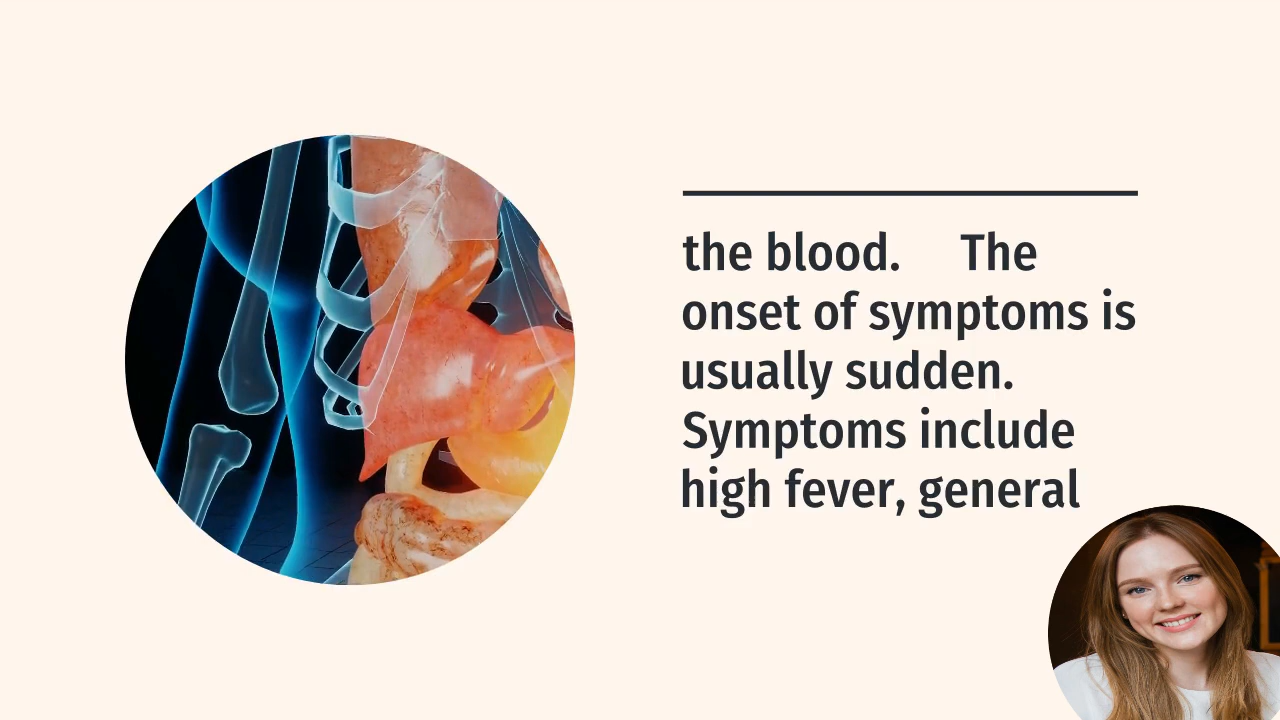 the blood.      The
onset of symptoms is
usually sudden.
Symptoms include
high fever, general